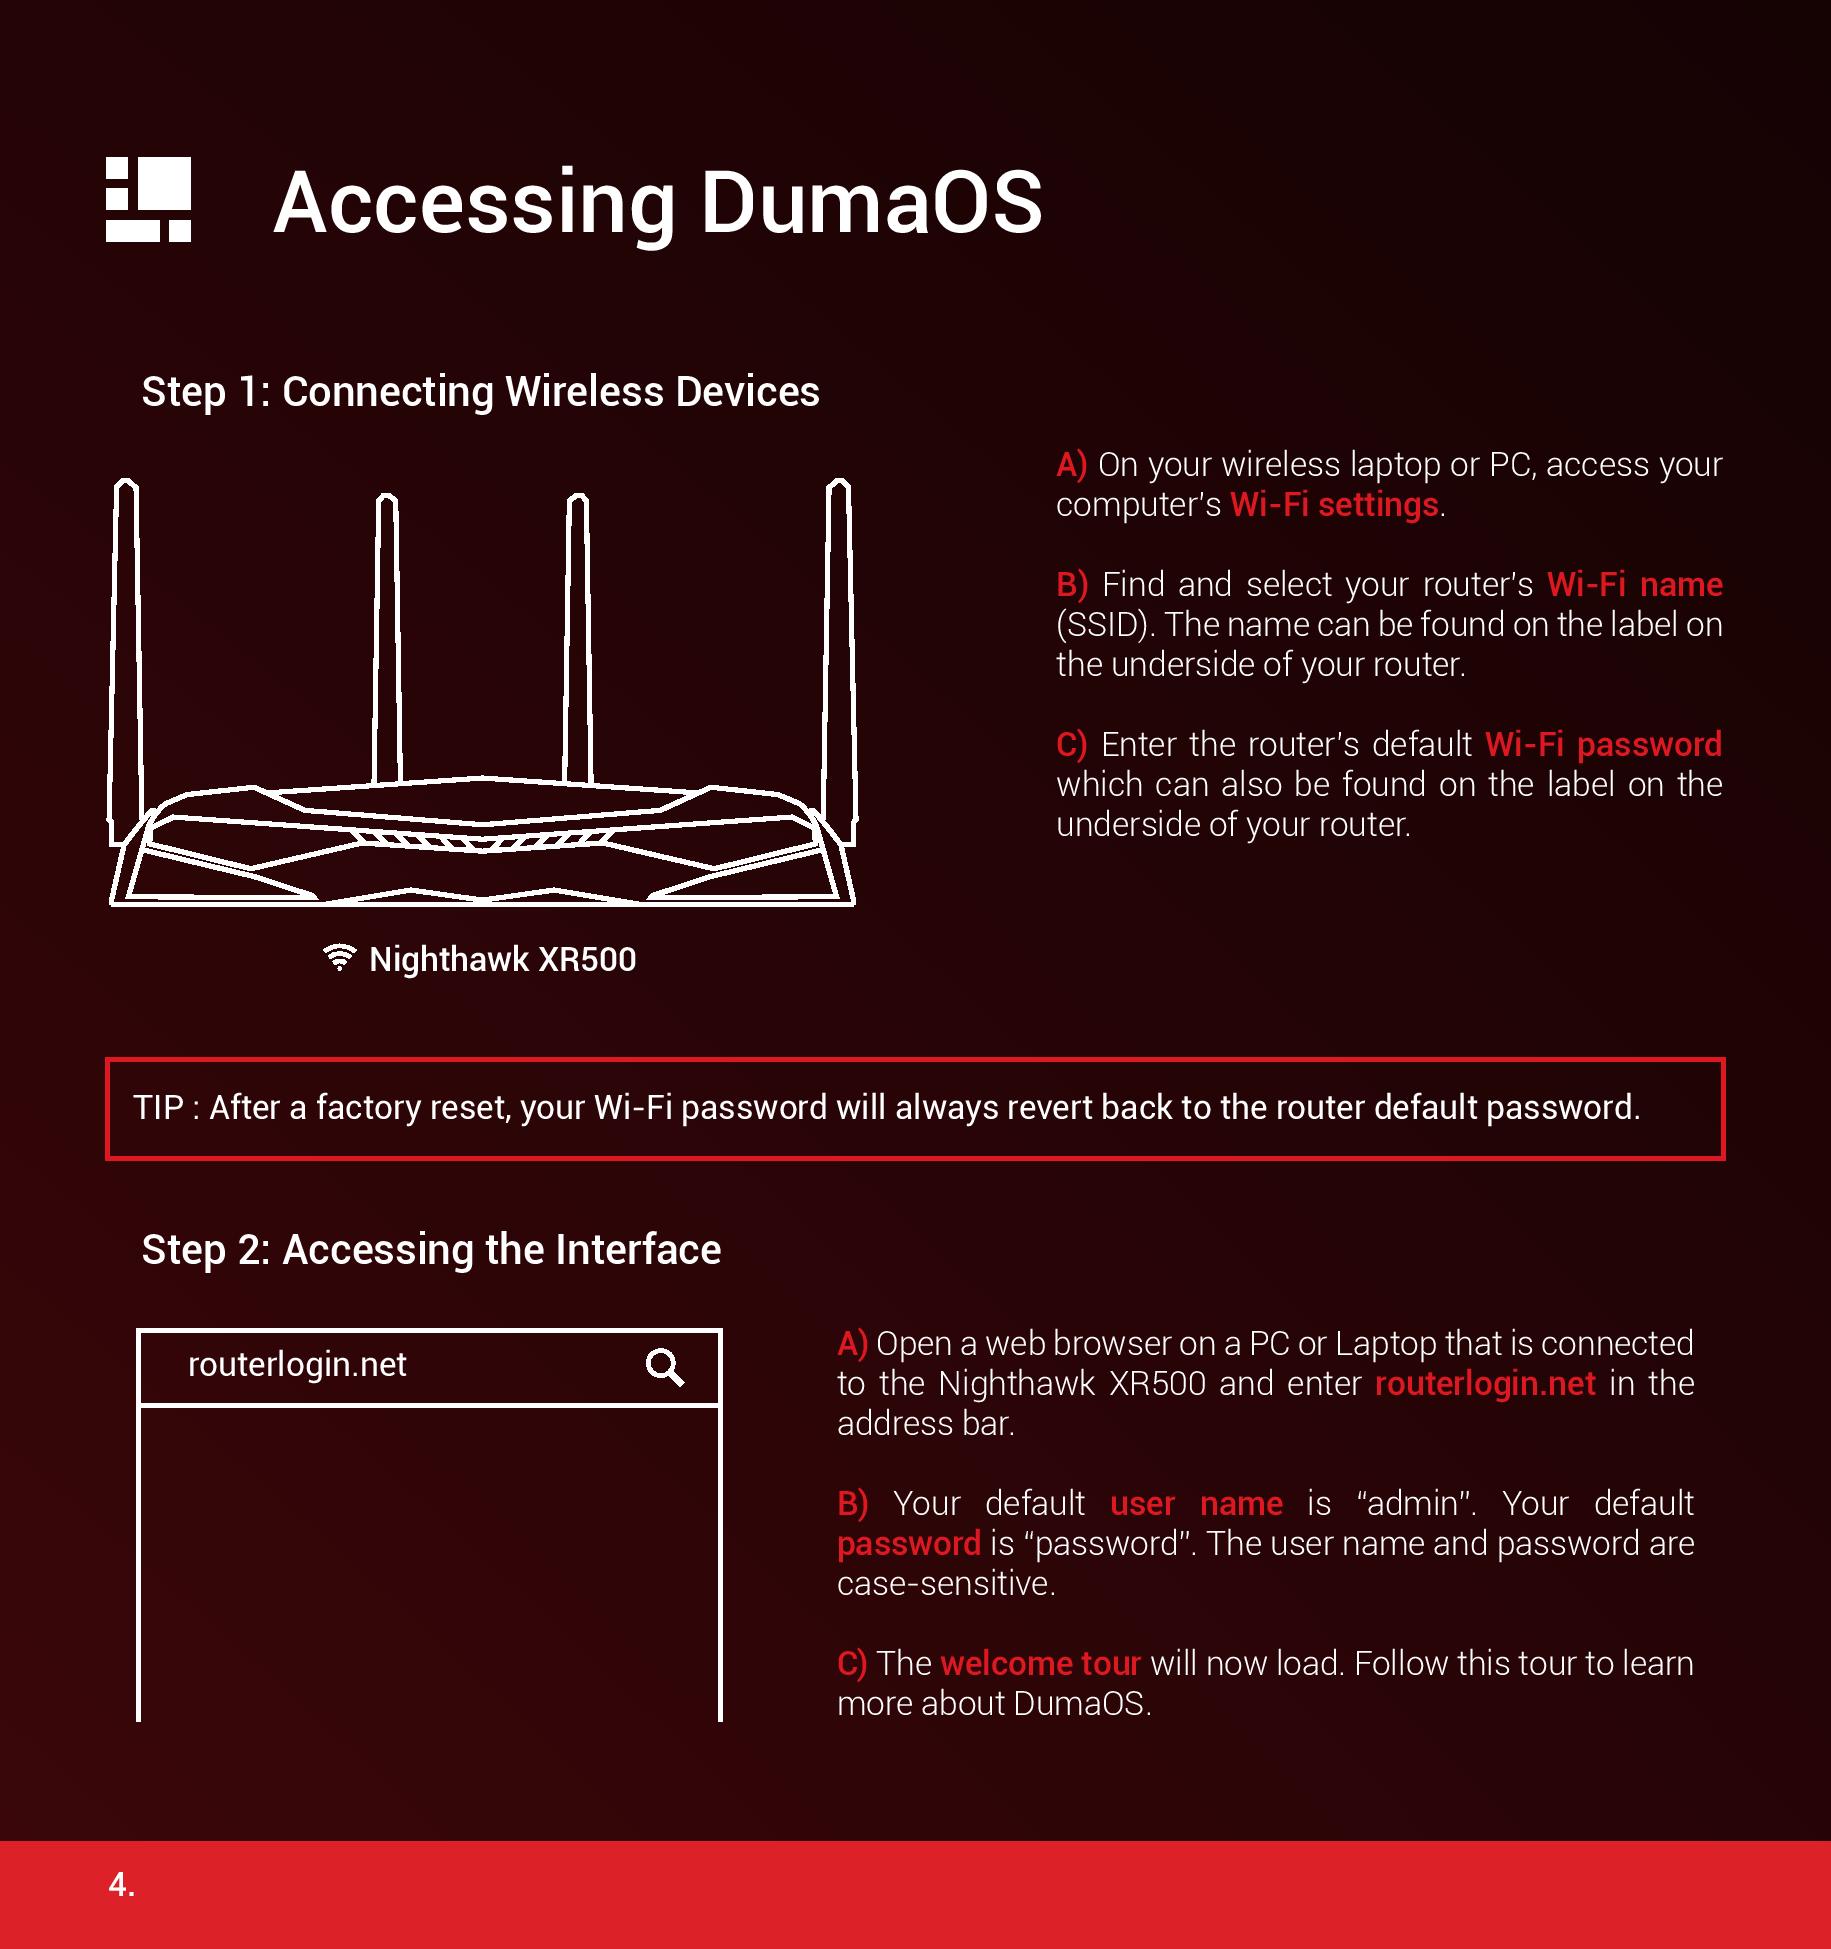 Accessing DumaOS
Step 1: Connecting Wireless Devices
A) On your wireless laptop or PC, access your
computer's Wi-Fi settings.
B) Find and select your router's Wi-Fi name
(SSID). The name can be found on the label on
the underside of your router.
C) Enter the router's default Wi-Fi password
which can also be found on the label on the
underside of your router.
Nighthawk XR500
TIP : After a factory reset, your Wi-Fi password will always revert back to the router default password.
Step 2: Accessing the Interface
routerlogin.net
A) Open a web browser on a PC or Laptop that is connected
to the Nighthawk XR500 and enter routerlogin.net in the
address bar.
B) Your default user name is “admin”. Your default
password is “password”. The user name and password are
case-sensitive.
C) The welcome tour will now load. Follow this tour to learn
more about DumaOS.
4.